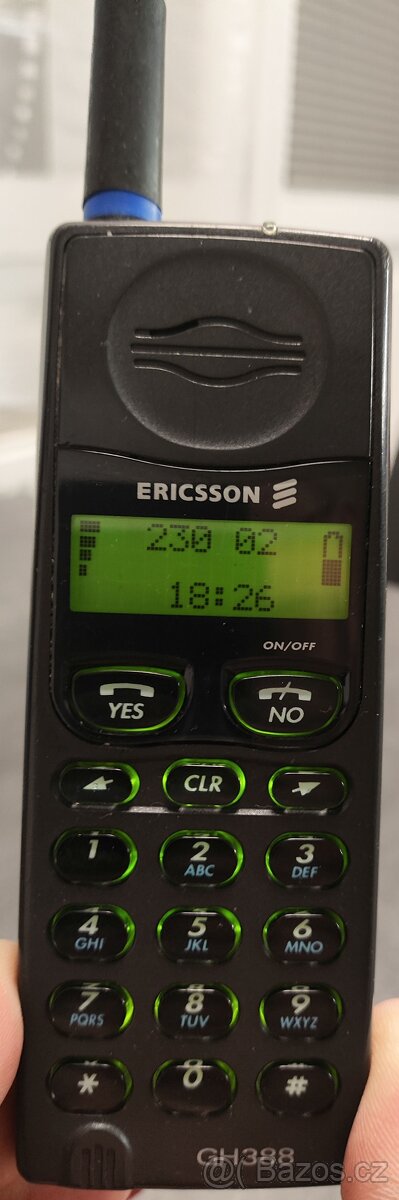 ERICSSON
230 02
18:26
ON/OFF
YES NO
CLR
1 2 3
ABC DEF
4 5 6
GHI JKL MNO
7 8 9
PQRS TUV WXYZ
* 0 #
GH388
@ Bazos.cz